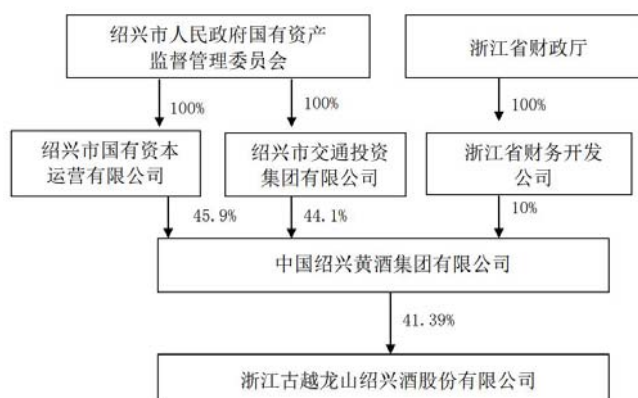 绍兴市人民政府国有资产
监督管理委员会
浙江省财政厅
100%
100%
100%
绍兴市国有资本
运营有限公司
绍兴市交通投资
集团有限公司
浙江省财务开发
公司
45.9%
44.1%
10%
中国绍兴黄酒集团有限公司
41.39%
浙江古越龙山绍兴酒股份有限公司